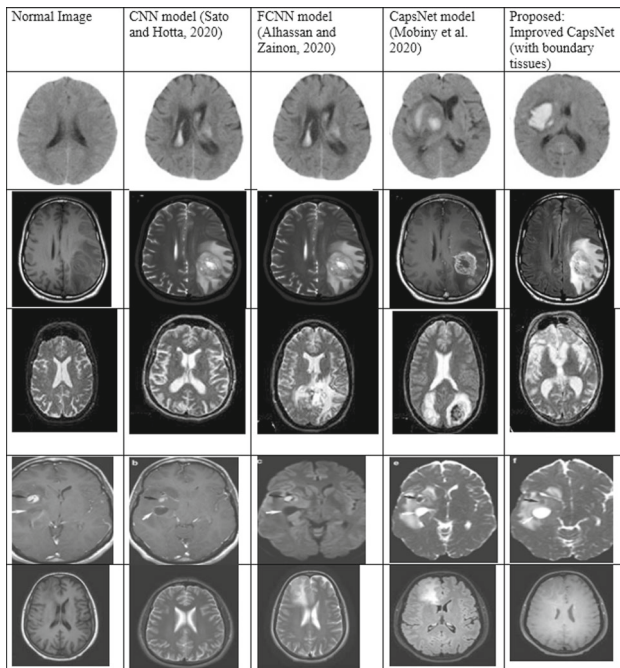 Normal Image
CNN model (Sato
and Hotta, 2020)
FCNN model
(Alhassan and
Zainon, 2020)
CapsNet model
(Mobiny et al.
2020)
Proposed:
Improved CapsNet
(with boundary
tissues)
b
c
e
f